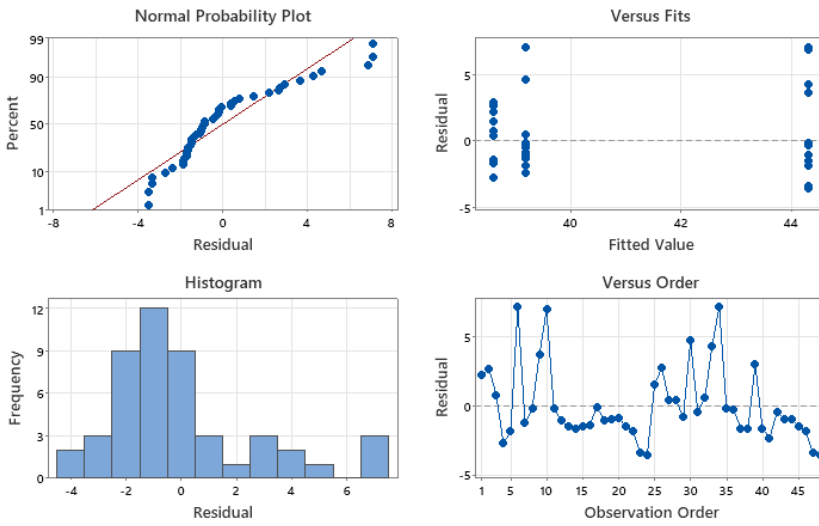 Normal Probability Plot
99
90
50
10
1
Percent
-8 -4 0 4 8
Residual
Versus Fits
5
0
-5
Residual
40 42 44
Fitted Value
Histogram
12
9
6
3
0
Frequency
-4 -2 0 2 4 6
Residual
Versus Order
5
0
-5
Residual
1 5 10 15 20 25 30 35 40 45
Observation Order